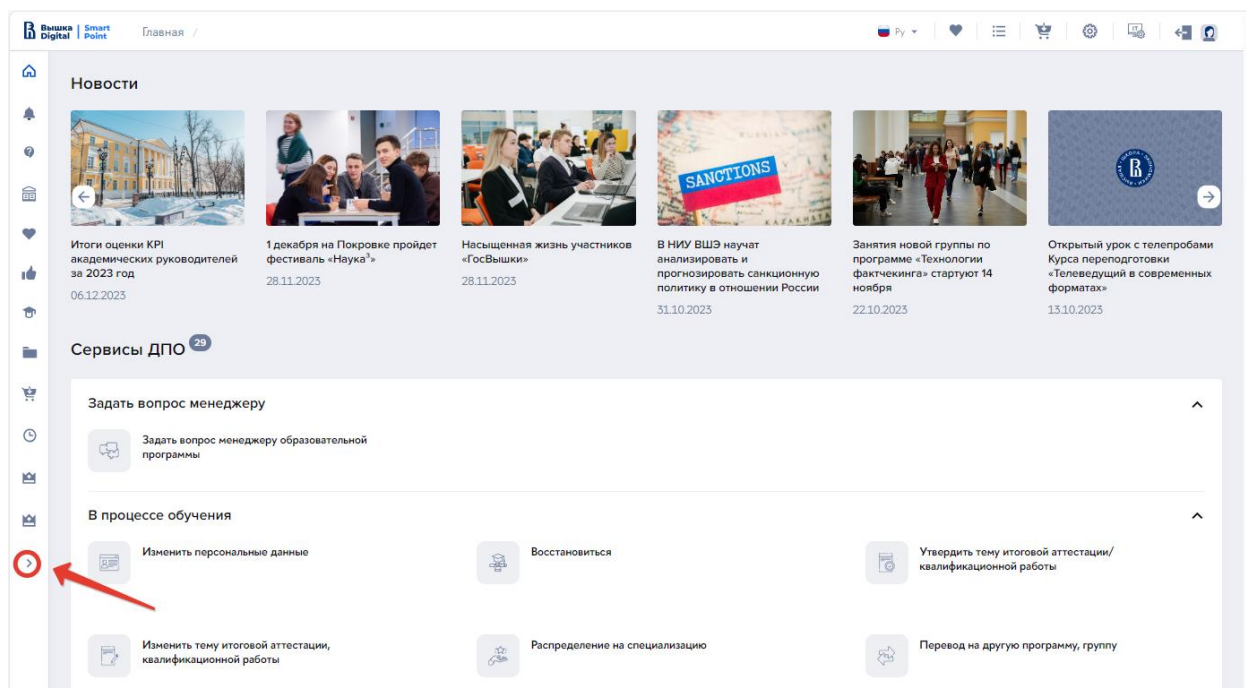 Вышка Digital
Smart Point
Главная /
Ру
Новости
SANCTIONS
KAZAKHSTA
Итоги оценки KPI
академических руководителей
за 2023 год
06.12.2023
1 декабря на Покровке пройдет
фестиваль «Наука³»
28.11.2023
Насыщенная жизнь участников
«ГосВышки»
28.11.2023
В НИУ ВШЭ научат
анализировать и
прогнозировать санкционную
политику в отношении России
31.10.2023
Занятия новой группы по
программе «Технологии
фактчекинга» стартуют 14
ноября
22.10.2023
Открытый урок с телепробами
Курса переподготовки
«Телеведущий в современных
форматах»
13.10.2023
Сервисы ДПО 29
Задать вопрос менеджеру
Задать вопрос менеджеру образовательной
программы
В процессе обучения
Изменить персональные данные
Восстановиться
Утвердить тему итоговой аттестации/
квалификационной работы
Изменить тему итоговой аттестации,
квалификационной работы
Распределение на специализацию
Перевод на другую программу, группу